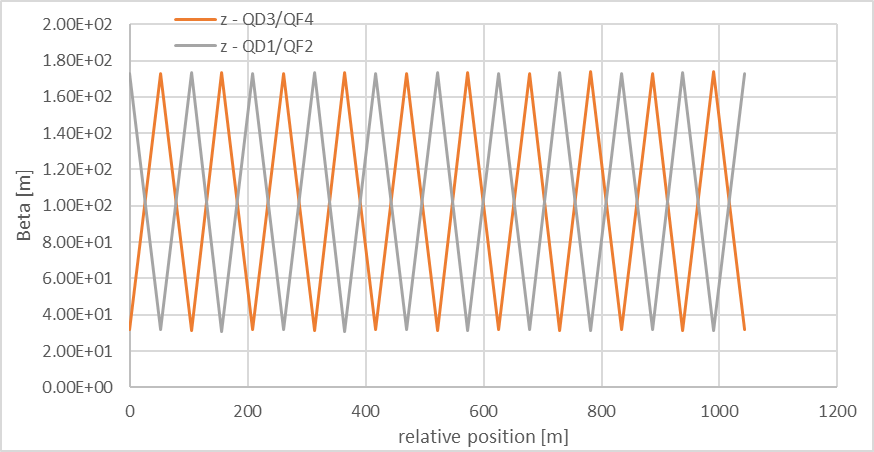 z - QD3/QF4
z - QD1/QF2
2.00E+02
1.80E+02
1.60E+02
1.40E+02
1.20E+02
1.00E+02
8.00E+01
6.00E+01
4.00E+01
2.00E+01
0.00E+00
Beta [m]
0 200 400 600 800 1000 1200
relative position [m]